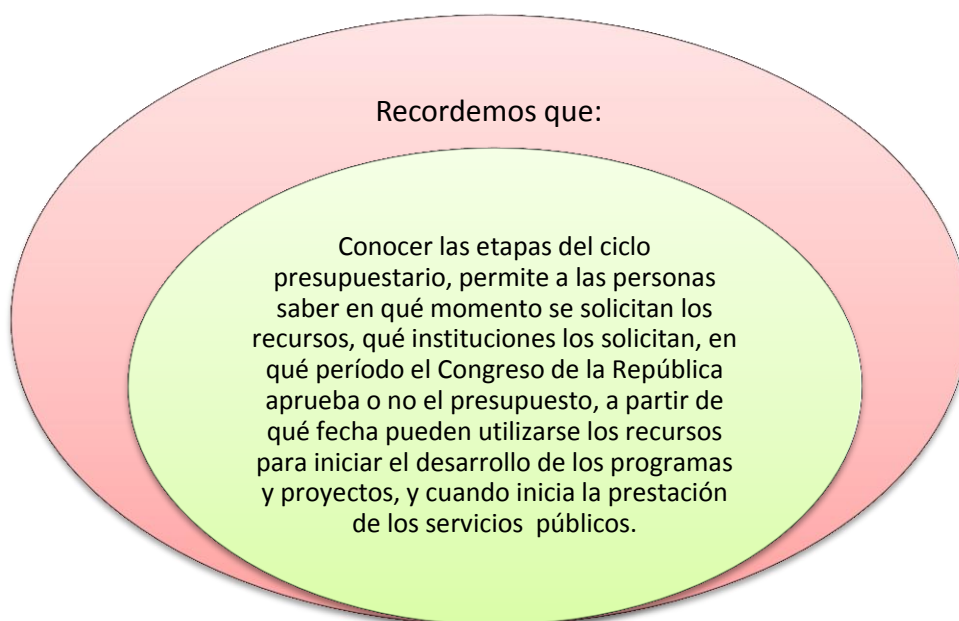 Recordemos que:
Conocer las etapas del ciclo
presupuestario, permite a las personas
saber en qué momento se solicitan los
recursos, qué instituciones los solicitan, en
qué período el Congreso de la República
aprueba o no el presupuesto, a partir de
qué fecha pueden utilizarse los recursos
para iniciar el desarrollo de los programas
y proyectos, y cuando inicia la prestación
de los servicios públicos.